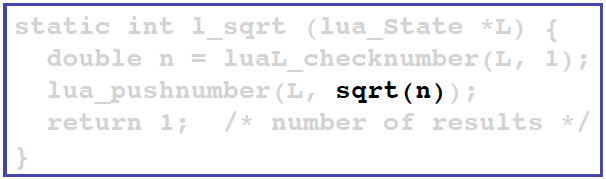 static int l_sqrt (lua_State *L) {
  double n = luaL_checknumber(L, 1);
  lua_pushnumber(L, sqrt(n));
  return 1;  /* number of results */
}